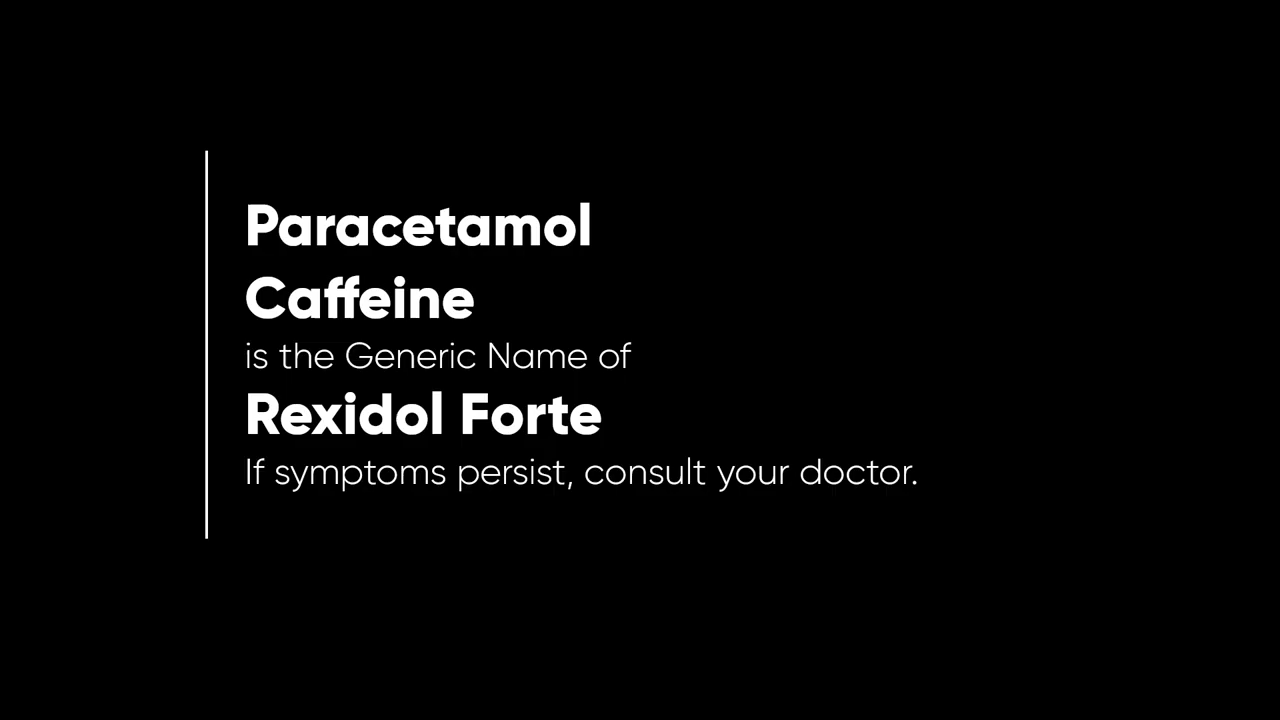 Paracetamol
Caffeine
is the Generic Name of
Rexidol Forte
If symptoms persist, consult your doctor.